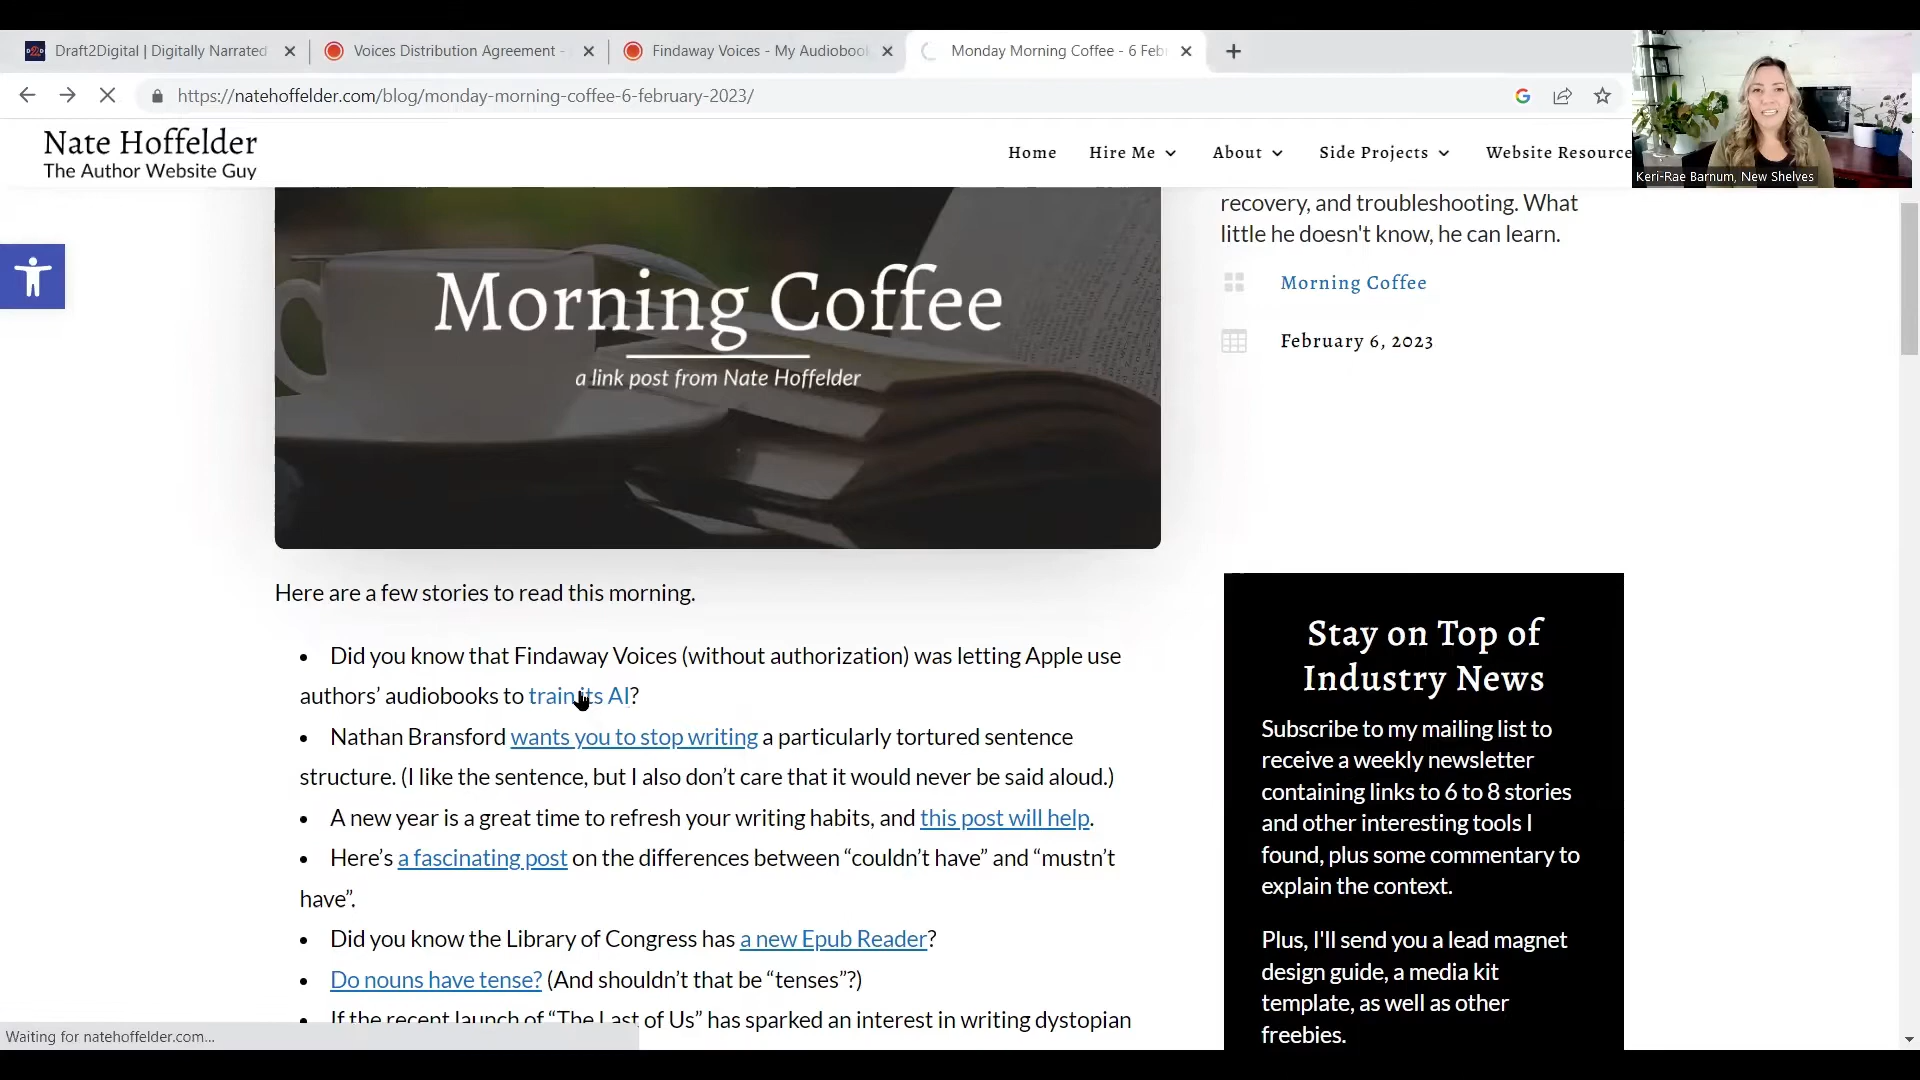 Draft2Digital | Digitally Narrated
Voices Distribution Agreement -
Findaway Voices - My Audiobook
Monday Morning Coffee - 6 Feb
https://natehoffelder.com/blog/monday-morning-coffee-6-february-2023/
Keri-Rae Barnum, New Shelves
Nate Hoffelder
The Author Website Guy
Home
Hire Me
About
Side Projects
Website Resource
recovery, and troubleshooting. What
little he doesn't know, he can learn.
Morning Coffee
February 6, 2023
Morning Coffee
a link post from Nate Hoffelder
Here are a few stories to read this morning.
• Did you know that Findaway Voices (without authorization) was letting Apple use
authors’ audiobooks to train its AI?
• Nathan Bransford wants you to stop writing a particularly tortured sentence
structure. (I like the sentence, but I also don’t care that it would never be said aloud.)
• A new year is a great time to refresh your writing habits, and this post will help.
• Here’s a fascinating post on the differences between “couldn’t have” and “mustn’t
have”.
• Did you know the Library of Congress has a new Epub Reader?
• Do nouns have tense? (And shouldn’t that be “tenses”?)
• If the recent launch of “The Last of Us” has sparked an interest in writing dystopian
Stay on Top of
Industry News
Subscribe to my mailing list to
receive a weekly newsletter
containing links to 6 to 8 stories
and other interesting tools I
found, plus some commentary to
explain the context.
Plus, I'll send you a lead magnet
design guide, a media kit
template, as well as other
freebies.
Waiting for natehoffelder.com...